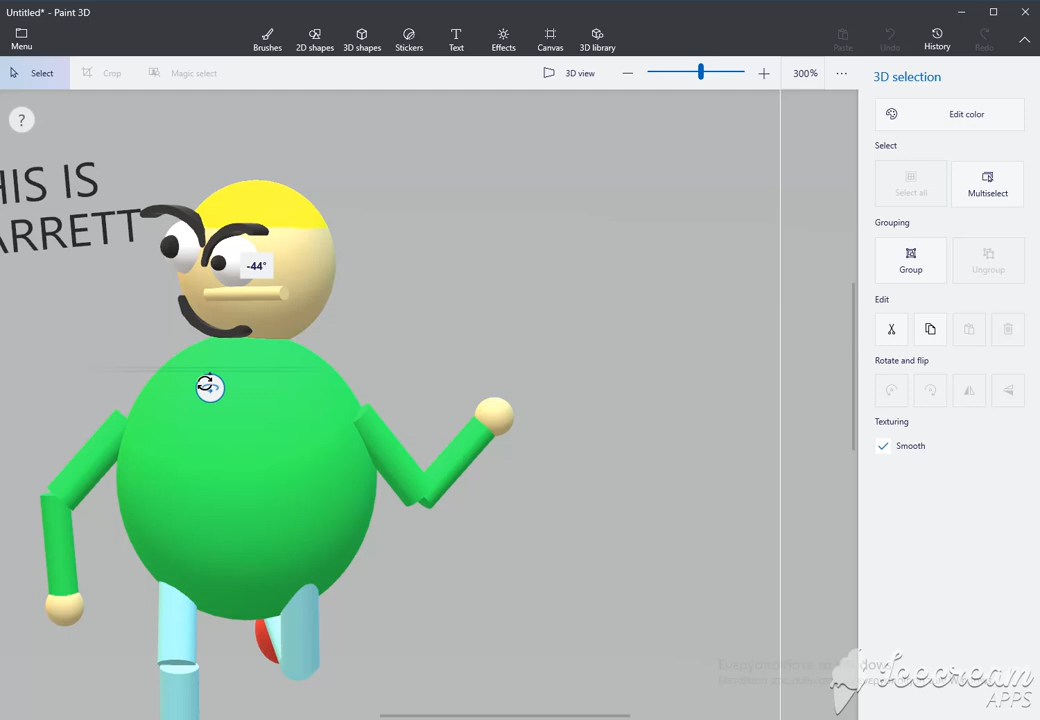 Untitled* - Paint 3D
Menu
Brushes
2D shapes
3D shapes
Stickers
Text
Effects
Canvas
3D library
Paste
Undo
History
Redo
Select
Crop
Magic select
3D view
300%
3D selection
?
Edit color
Select
Select all
Multiselect
Grouping
Group
Ungroup
Edit
Rotate and flip
Texturing
Smooth
HIS IS
ARRETT
-44°
Icecream
APPS